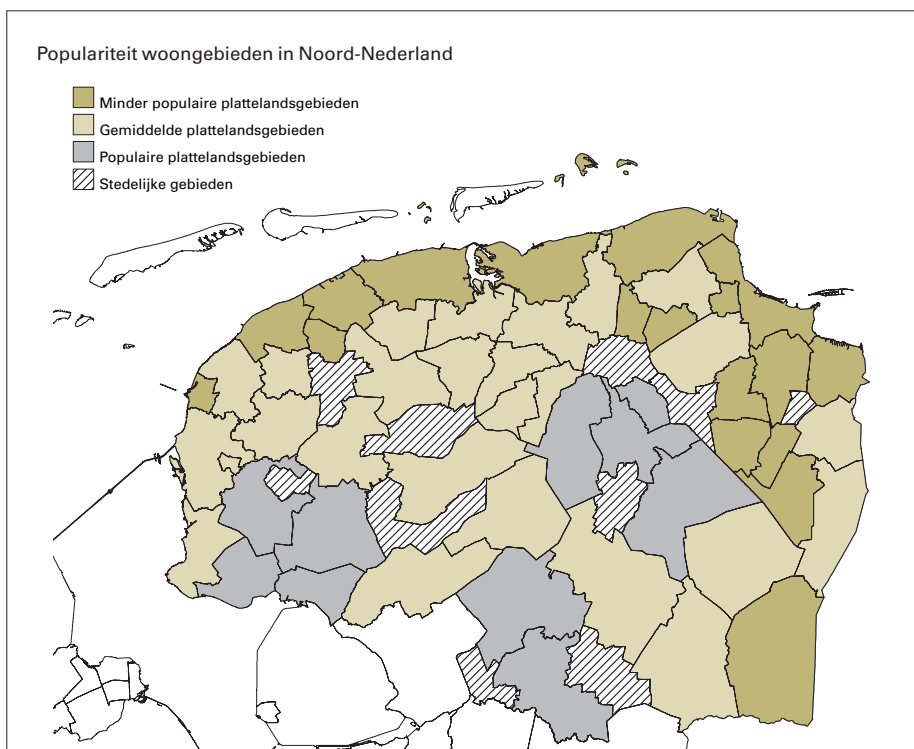 Populariteit woongebieden in Noord-Nederland
Minder populaire plattelandsgebieden
Gemiddelde plattelandsgebieden
Populaire plattelandsgebieden
Stedelijke gebieden